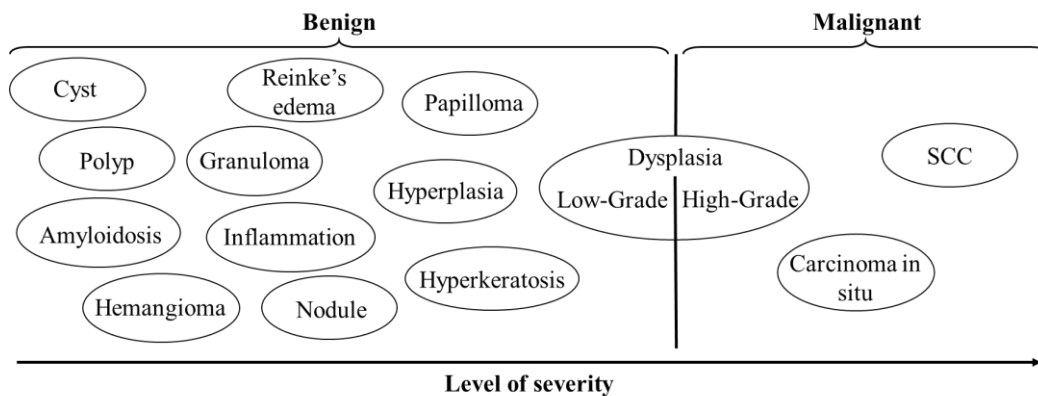 Benign
Malignant
Cyst
Reinke's
edema
Papilloma
Polyp
Granuloma
Dysplasia
SCC
Hyperplasia
Low-Grade
High-Grade
Amyloidosis
Inflammation
Hyperkeratosis
Carcinoma in
situ
Hemangioma
Nodule
Level of severity